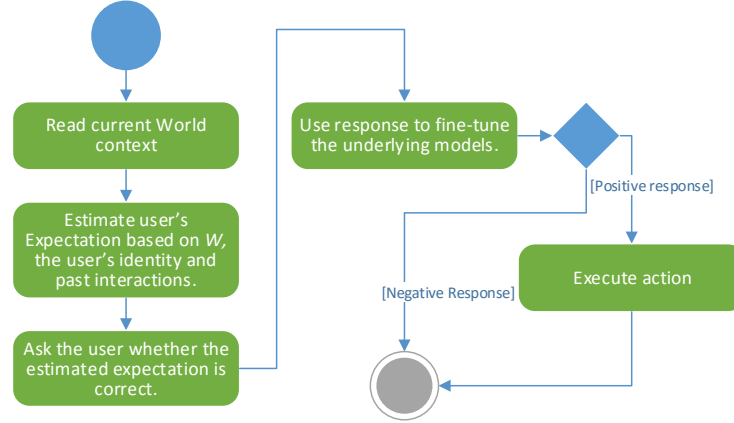 Read current World
context
Estimate user’s
Expectation based on W,
the user’s identity and
past interactions.
Ask the user whether the
estimated expectation is
correct.
Use response to fine-tune
the underlying models.
[Positive response]
[Negative Response]
Execute action